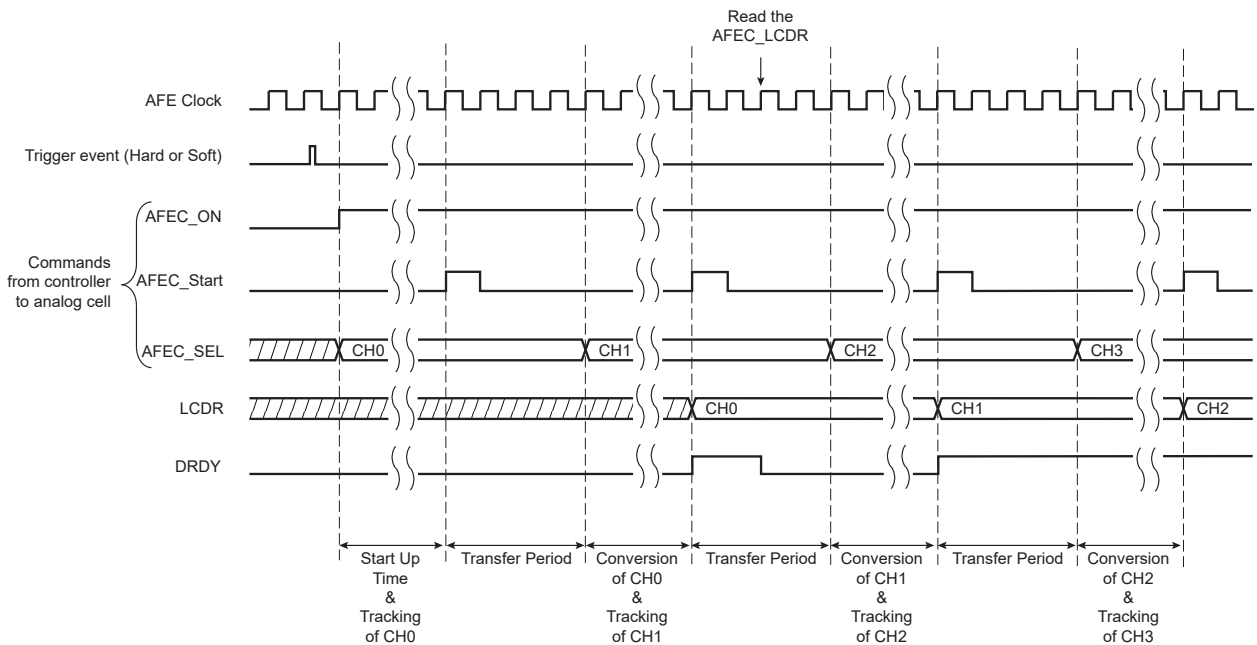 Read the
AFEC_LCDR
AFE Clock
Trigger event (Hard or Soft)
AFEC_ON
Commands
from controller
to analog cell
AFEC_Start
AFEC_SEL
CH0
CH1
CH2
CH3
LCDR
CH0
CH1
CH2
DRDY
Start Up
Time
&
Tracking
of CH0
Transfer Period
Conversion
of CH0
&
Tracking
of CH1
Transfer Period
Conversion
of CH1
&
Tracking
of CH2
Transfer Period
Conversion
of CH2
&
Tracking
of CH3